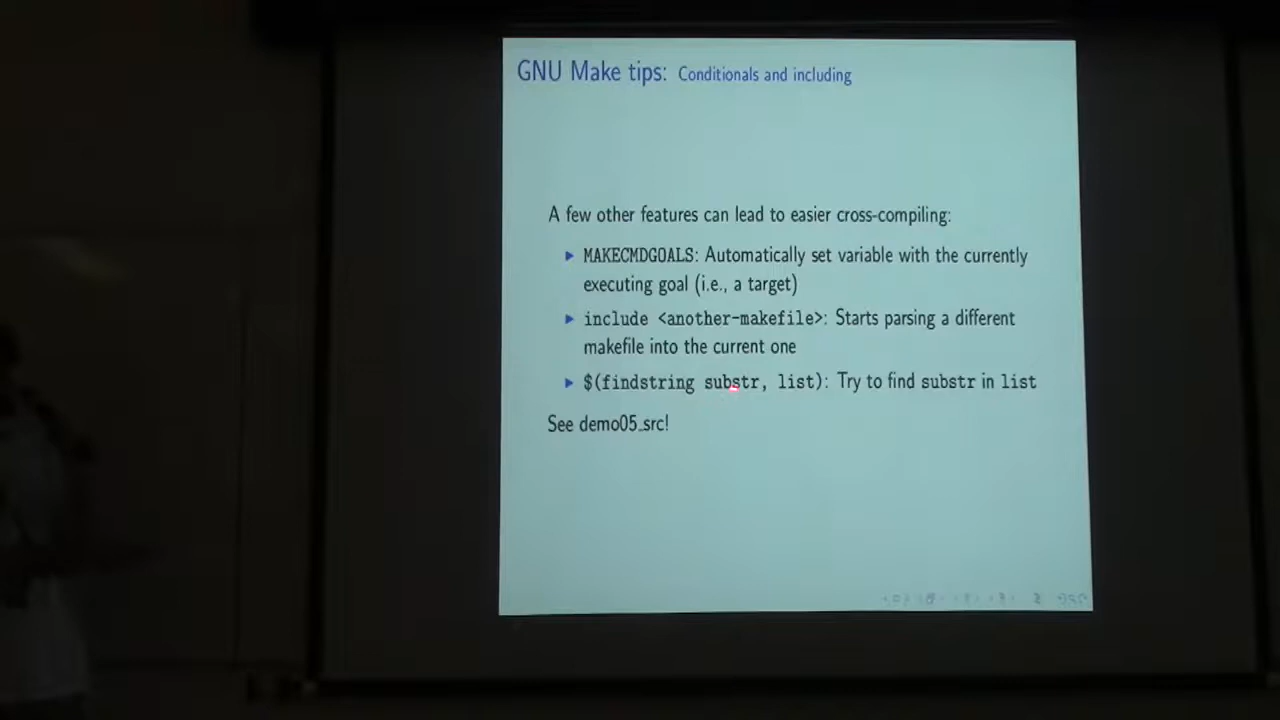 GNU Make tips: Conditionals and including
A few other features can lead to easier cross-compiling:
MAKECMDGOALS: Automatically set variable with the currently
executing goal (i.e., a target)
include <another-makefile>: Starts parsing a different
makefile into the current one
$(findstring substr, list): Try to find substr in list
See demo05_src!